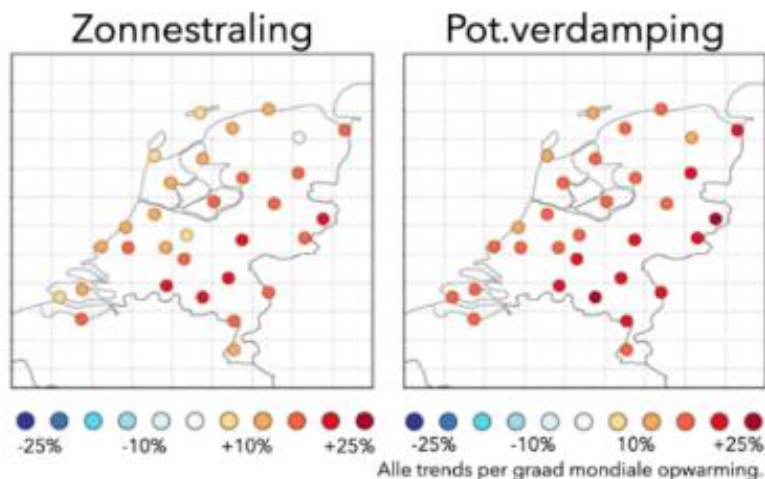 Zonnestraling
Pot.verdamping
-25% -10% +10% +25%
-25% -10% 10% +25%
Alle trends per graad mondiale opwarming.